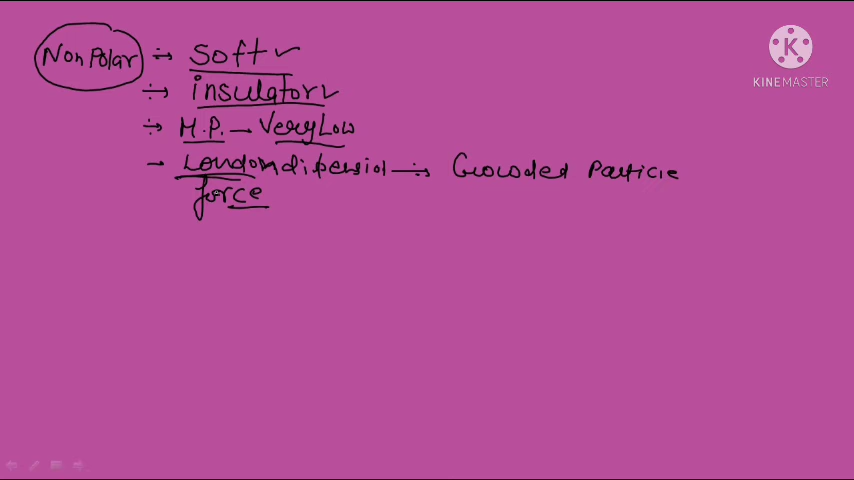 Non Polar → Soft ✓
→ insulator ✓
→ M.P. — Very Low
→ London dipersion → Crowded Particle
force
K
KINEMASTER